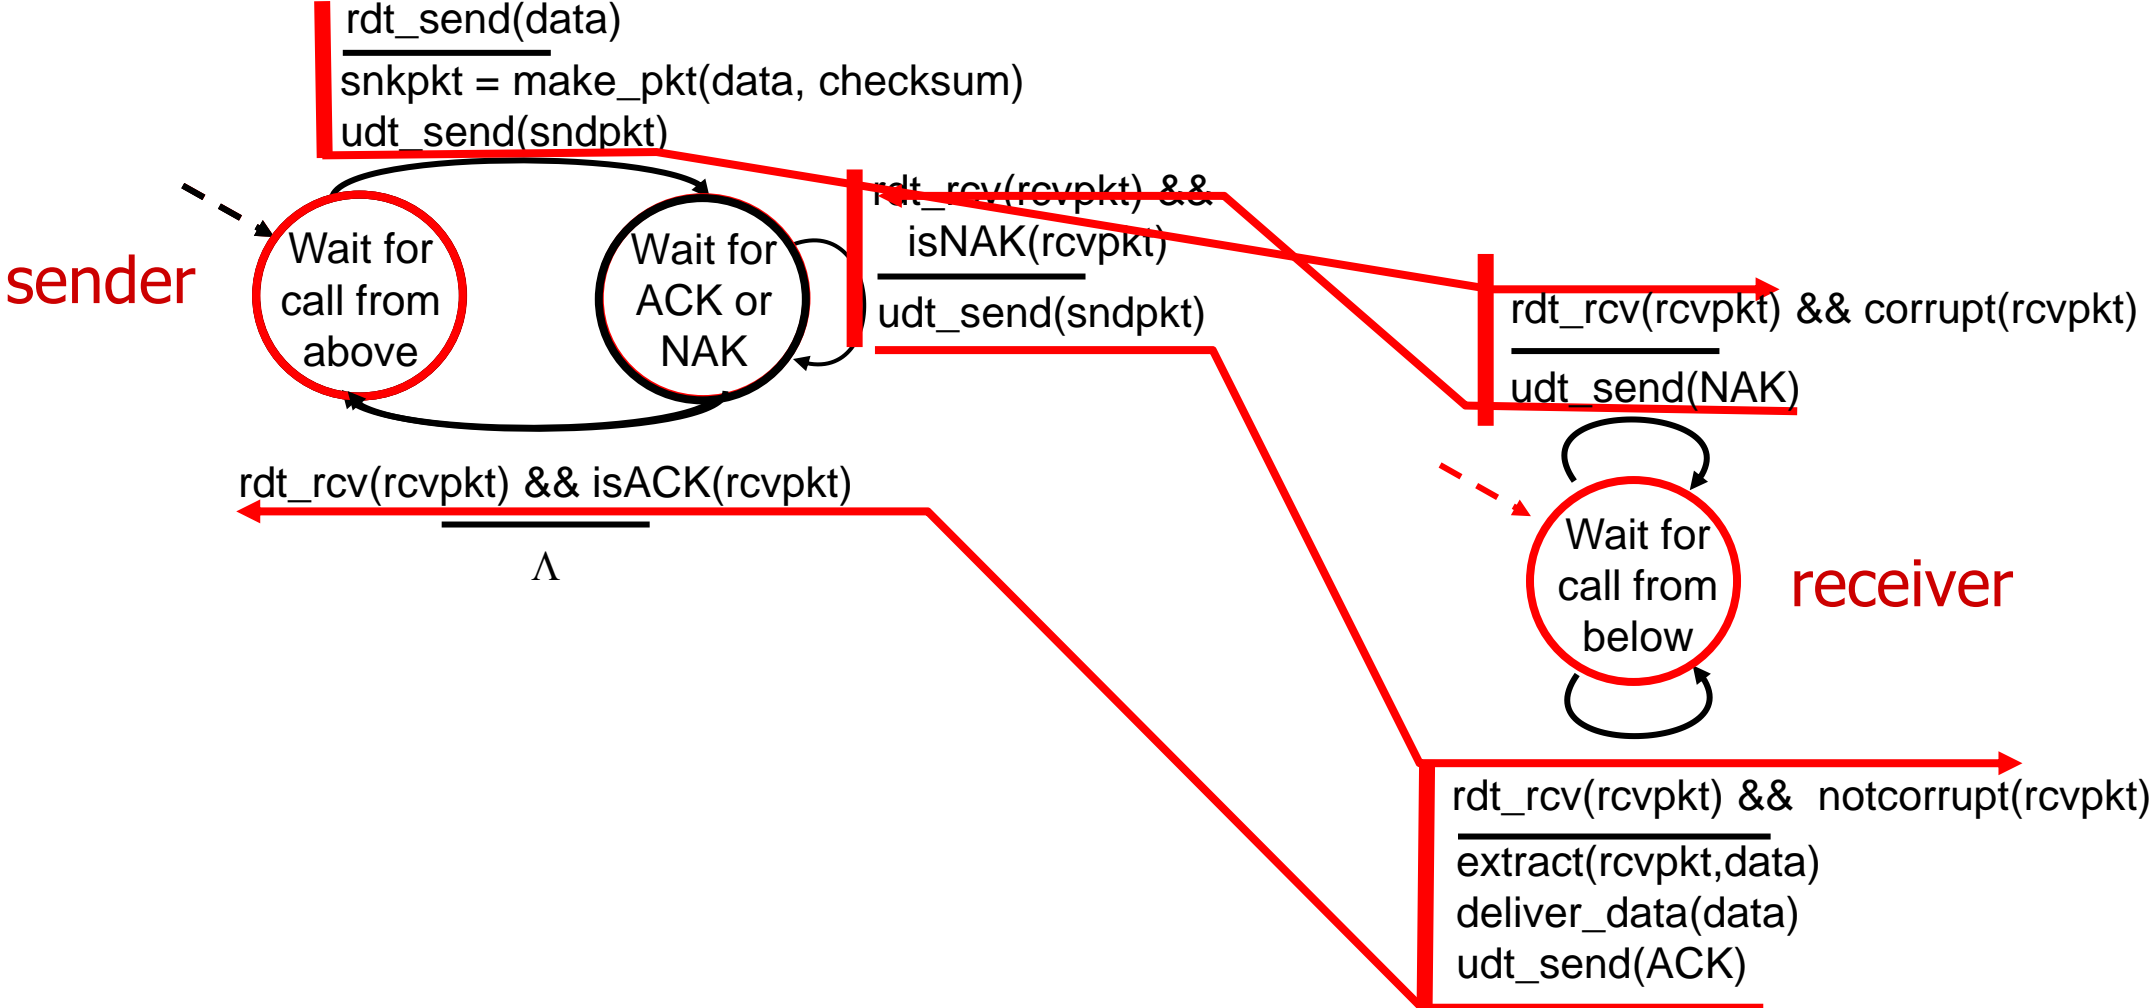 rdt_send(data)
snkpkt = make_pkt(data, checksum)
udt_send(sndpkt)
sender
Wait for
call from
above
Wait for
ACK or
NAK
rdt_rcv(rcvpkt) &&
isNAK(rcvpkt)
udt_send(sndpkt)
rdt_rcv(rcvpkt) && isACK(rcvpkt)
Λ
rdt_rcv(rcvpkt) && corrupt(rcvpkt)
udt_send(NAK)
Wait for
call from
below
receiver
rdt_rcv(rcvpkt) && notcorrupt(rcvpkt)
extract(rcvpkt,data)
deliver_data(data)
udt_send(ACK)